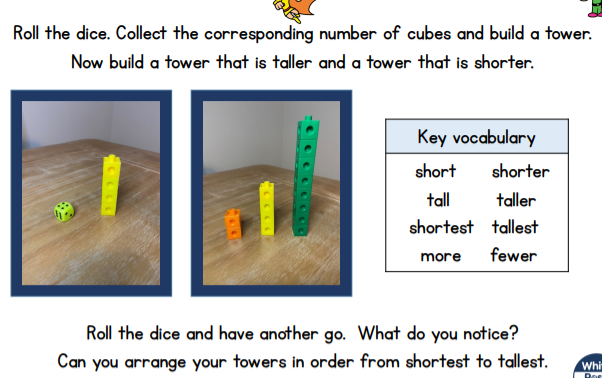 Roll the dice. Collect the corresponding number of cubes and build a tower.
Now build a tower that is taller and a tower that is shorter.
Key vocabulary
short shorter
tall taller
shortest tallest
more fewer
Roll the dice and have another go. What do you notice?
Can you arrange your towers in order from shortest to tallest.